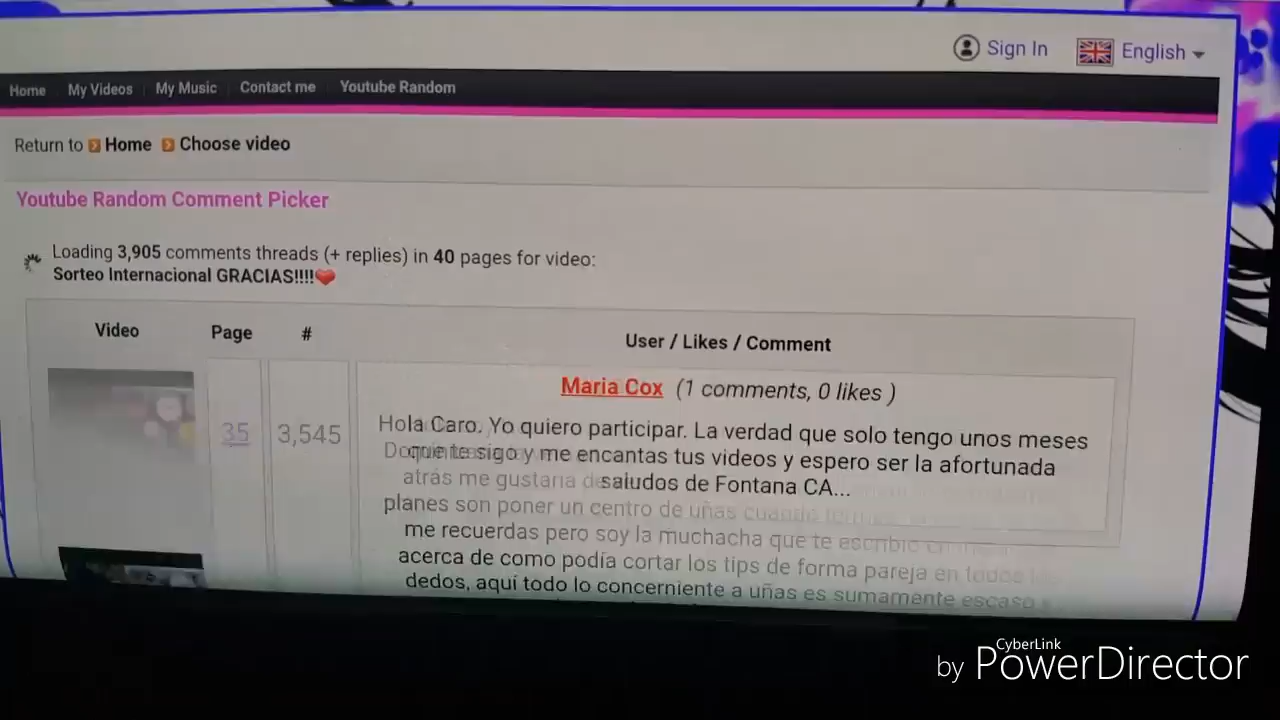 Sign In English
Home My Videos My Music Contact me Youtube Random
Return to Home Choose video
Youtube Random Comment Picker
Loading 3,905 comments threads (+ replies) in 40 pages for video:
Sorteo Internacional GRACIAS!!!!❤
Video Page # User / Likes / Comment
Maria Cox (1 comments, 0 likes )
35 3,545
Hola Caro. Yo quiero participar. La verdad que solo tengo unos meses
que te sigo y me encantas tus videos y espero ser la afortunada
atrás me gustaria
saludos de Fontana CA...
planes son poner un centro de uñas cuando
me recuerdas pero soy la muchacha que te escribio
acerca de como podía cortar los tips de forma pareja en todos
dedos, aquí todo lo concerniente a uñas es sumamente escaso
CyberLink
by PowerDirector